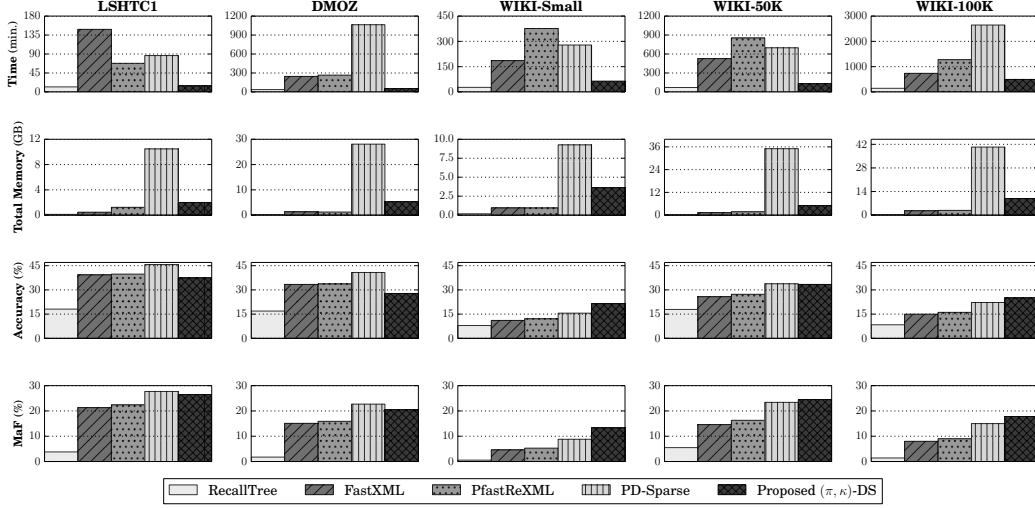 LSHTC1 DMOZ WIKI-Small WIKI-50K WIKI-100K
Time (min.)
180 135 90 45 0
1200 900 600 300 0
450 300 150 0
1200 900 600 300 0
3000 2000 1000 0
Total Memory (GB)
12 8 4 0
30 20 10 0
10.0 7.5 5.0 2.5 0.0
36 24 12 0
42 28 14 0
Accuracy (%)
45 30 15 0
45 30 15 0
45 30 15 0
45 30 15 0
45 30 15 0
MaF (%)
30 20 10 0
30 20 10 0
30 20 10 0
30 20 10 0
30 20 10 0
RecallTree FastXML PfastReXML PD-Sparse Proposed (π, κ)-DS